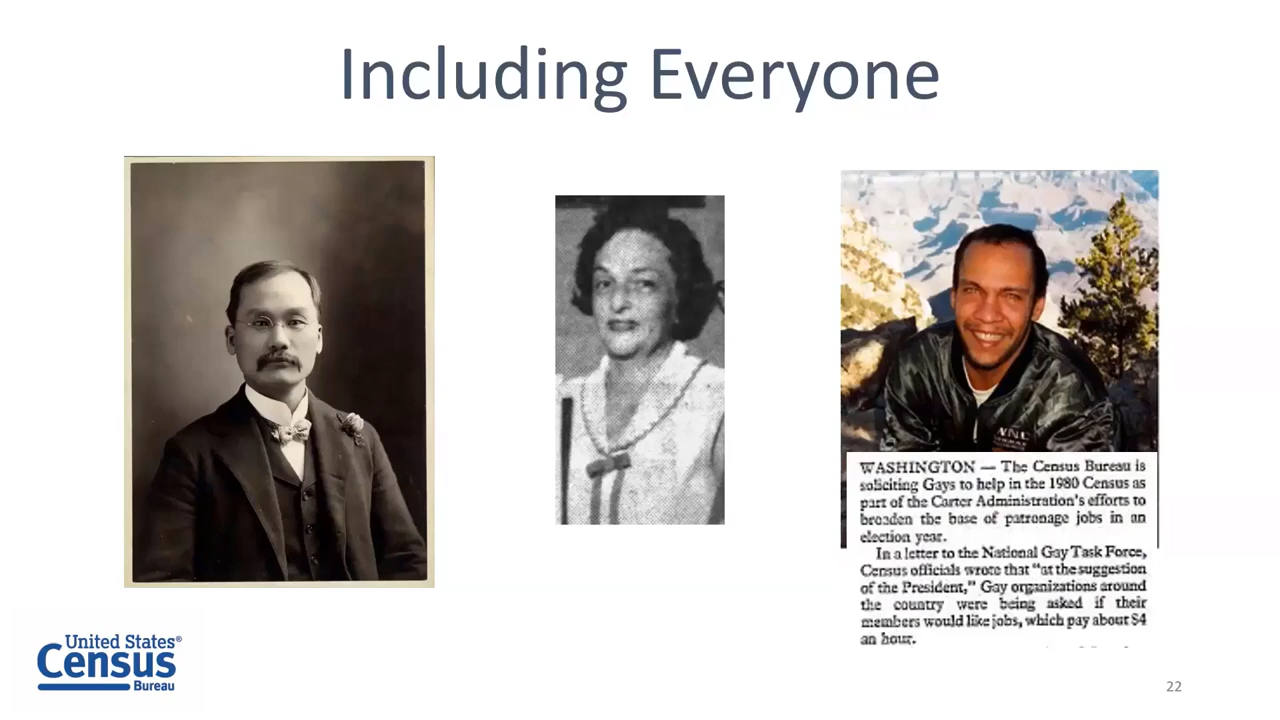 Including Everyone
WNC
WASHINGTON — The Census Bureau is
soliciting Gays to help in the 1980 Census as
part of the Carter Administration's efforts to
broaden the base of patronage jobs in an
election year.
In a letter to the National Gay Task Force,
Census officials wrote that "at the suggestion
of the President," Gay organizations around
the country were being asked if their
members would like jobs, which pay about $4
an hour.
United States®
Census
Bureau
22